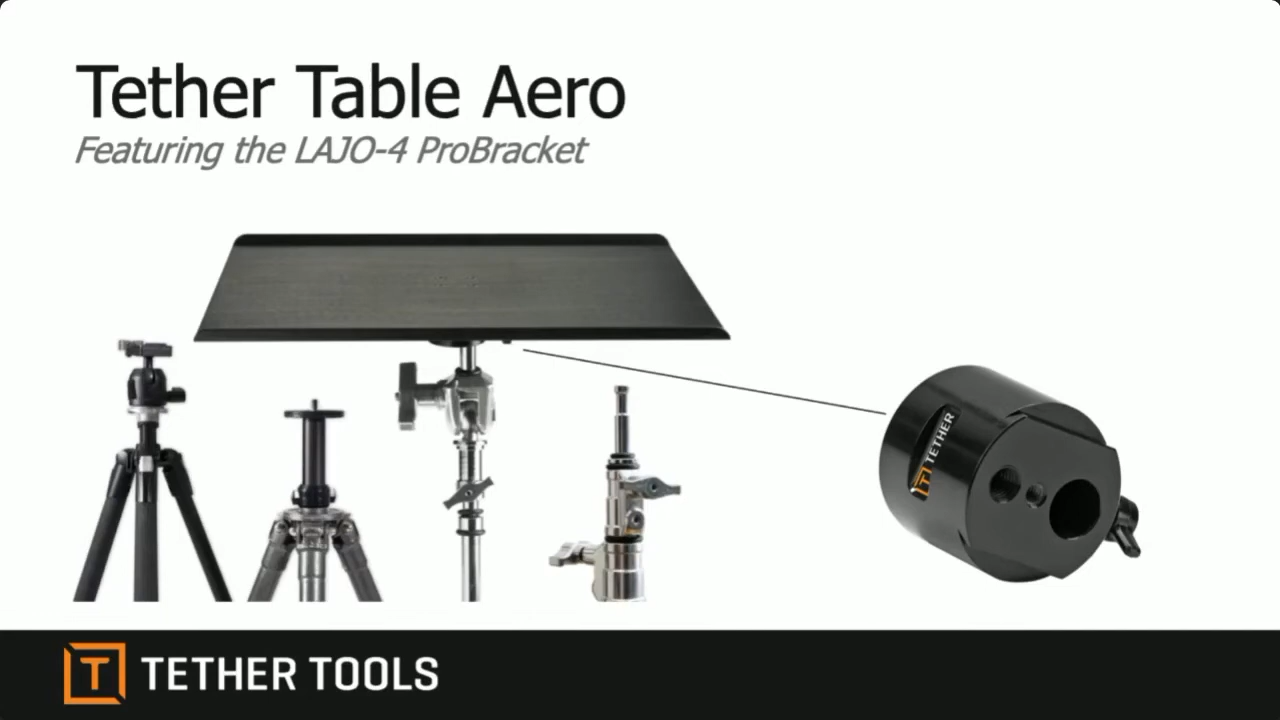 Tether Table Aero
Featuring the LAJO-4 ProBracket
TETHER
T
TETHER TOOLS